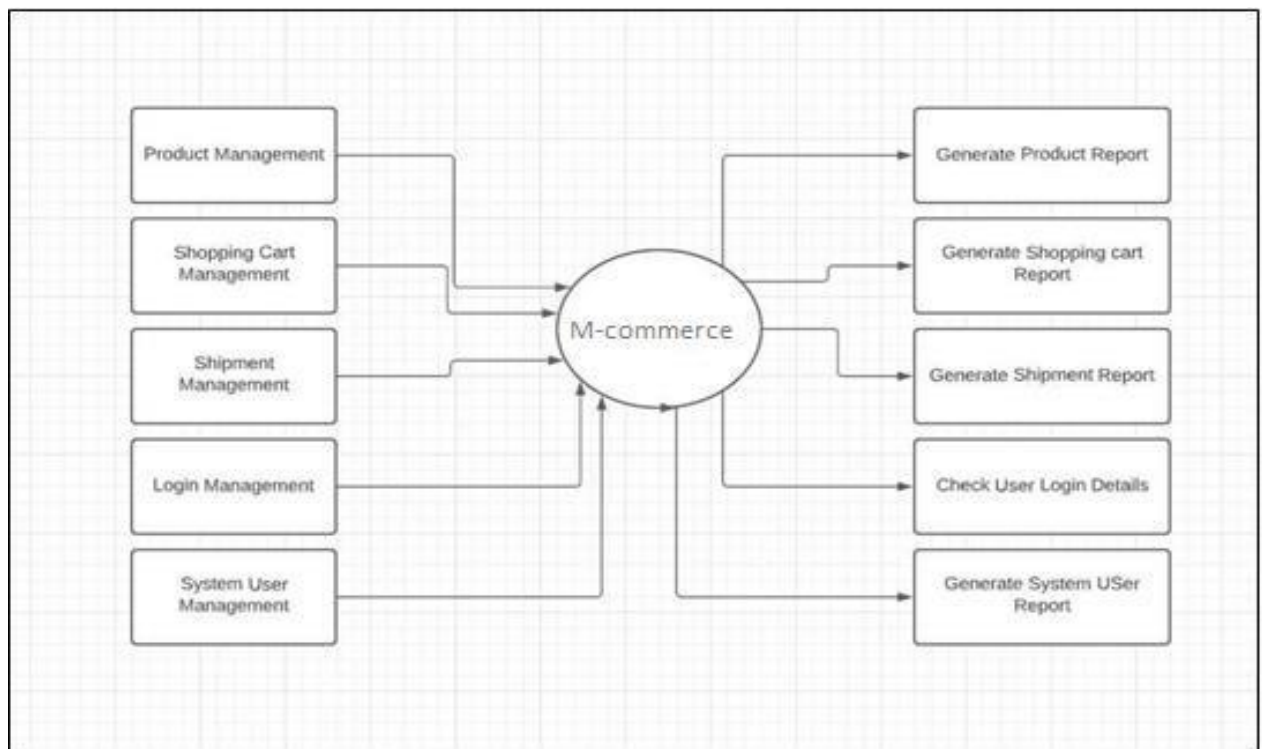 Product Management
Shopping Cart
Management
Shipment
Management
Login Management
System User
Management
M-commerce
Generate Product Report
Generate Shopping cart
Report
Generate Shipment Report
Check User Login Details
Generate System USer
Report